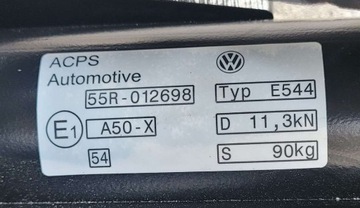 ACPS
Automotive
55R-012698
Typ E544
E1
A50-X
D 11,3kN
54
S 90kg